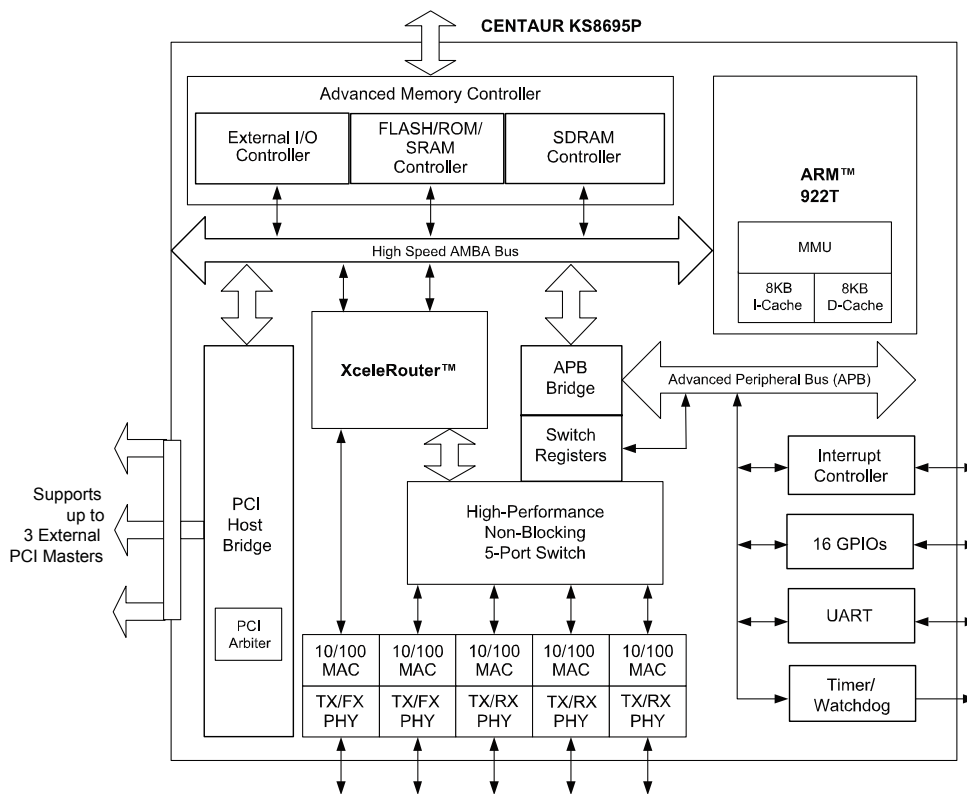 CENTAUR KS8695P
Advanced Memory Controller
External I/O
Controller
FLASH/ROM/
SRAM
Controller
SDRAM
Controller
ARM™
922T
MMU
8KB
I-Cache
8KB
D-Cache
High Speed AMBA Bus
XceleRouter™
APB
Bridge
Advanced Peripheral Bus (APB)
Switch
Registers
Interrupt
Controller
Supports
up to
3 External
PCI Masters
PCI
Host
Bridge
High-Performance
Non-Blocking
5-Port Switch
16 GPIOs
PCI
Arbiter
UART
10/100
MAC
10/100
MAC
10/100
MAC
10/100
MAC
10/100
MAC
TX/FX
PHY
TX/FX
PHY
TX/RX
PHY
TX/RX
PHY
TX/RX
PHY
Timer/
Watchdog